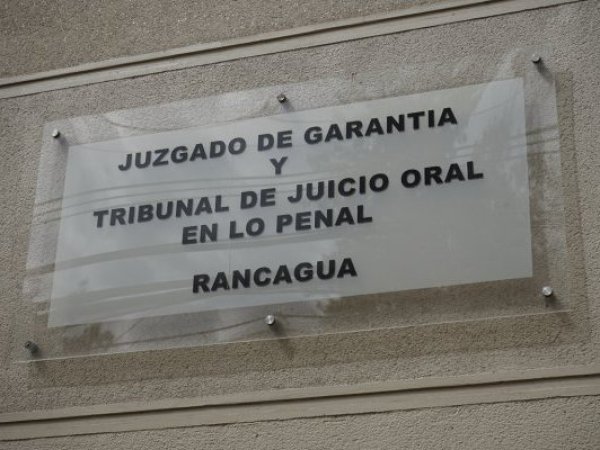 JUZGADO DE GARANTIA
Y
TRIBUNAL DE JUICIO ORAL
EN LO PENAL
RANCAGUA